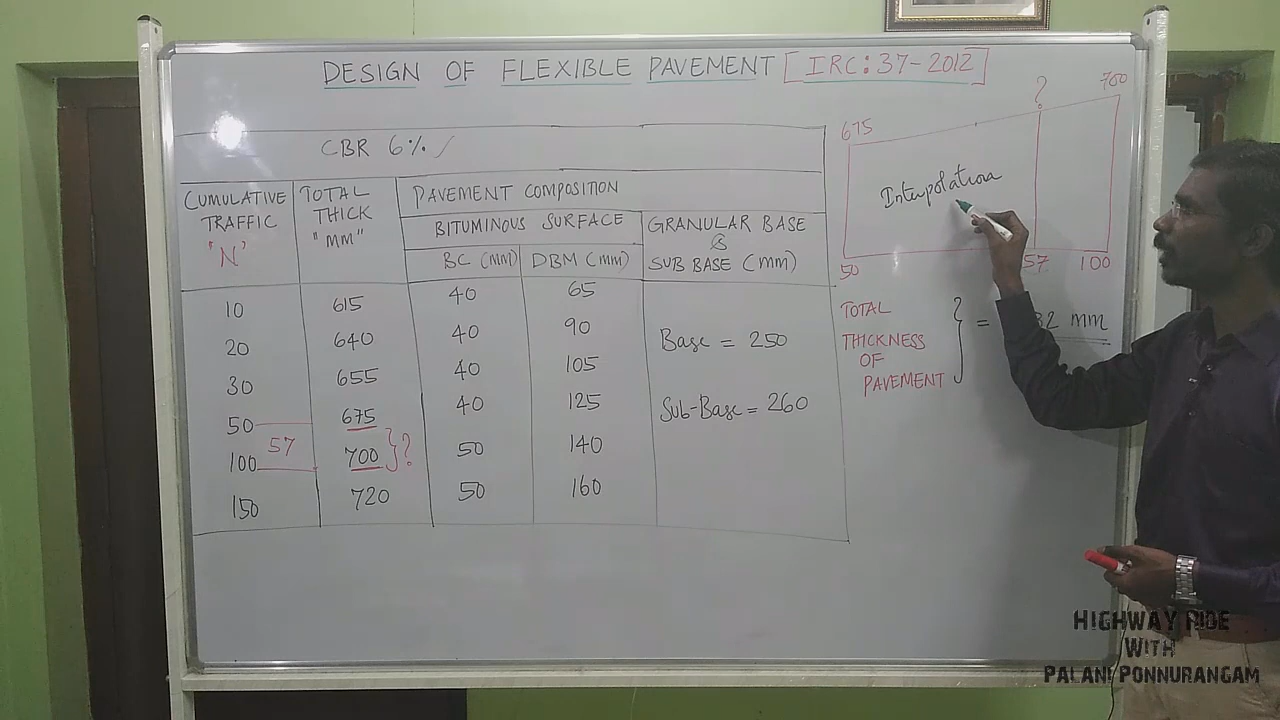 DESIGN OF FLEXIBLE PAVEMENT [IRC:37-2012]
CBR 6%
CUMULATIVE TRAFFIC "N"
TOTAL THICK "MM"
PAVEMENT COMPOSITION
BITUMINOUS SURFACE
GRANULAR BASE & SUB BASE (MM)
BC (MM) DBM (MM)
10 615 40 65
20 640 40 90
Base = 250
30 655 40 105
50 675 40 125
Sub-Base = 260
57 ?
100 700 50 140
150 720 50 160
675 ? 700
Interpolation
50 57 100
TOTAL
THICKNESS
OF
PAVEMENT
} = 82 mm
HIGHWAY RIDE
WITH
PALANI PONNURANGAM